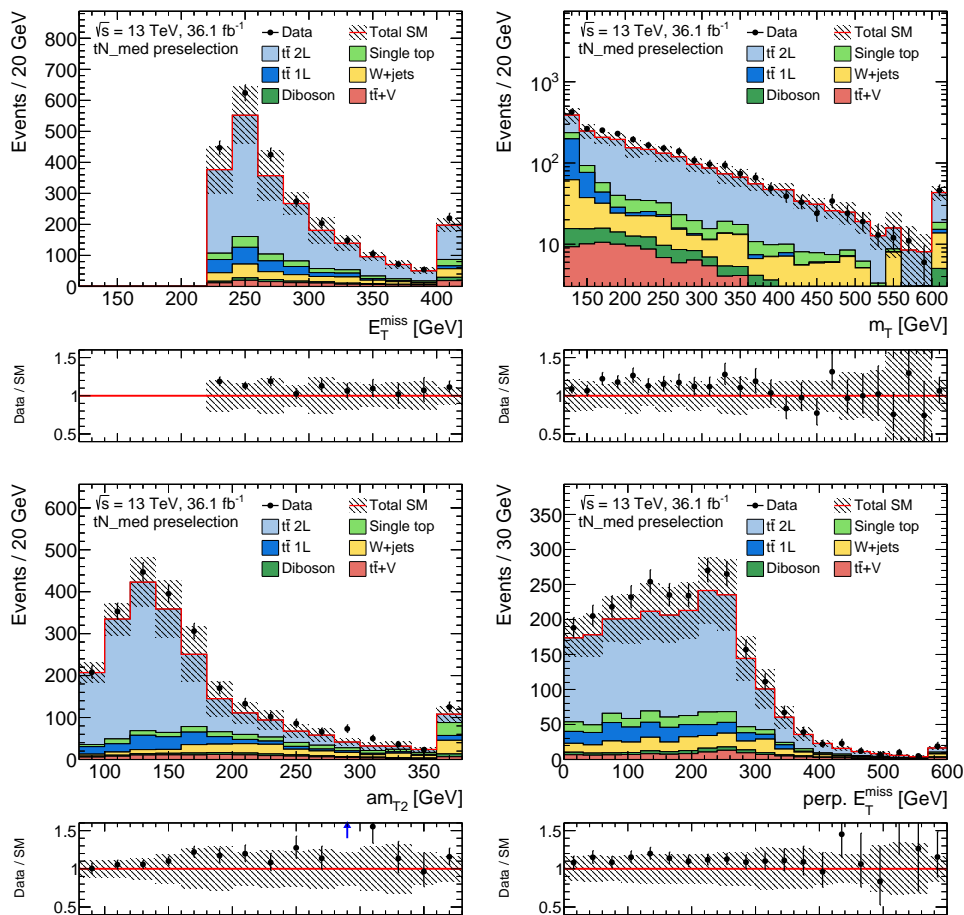 √s = 13 TeV, 36.1 fb⁻¹
tN_med preselection
Data
Total SM
tt̄ 2L
Single top
tt̄ 1L
W+jets
Diboson
tt̄+V
Events / 20 GeV
800
700
600
500
400
300
200
100
0
150 200 250 300 350 400
E_T^miss [GeV]
Data / SM
1.5
1
0.5
√s = 13 TeV, 36.1 fb⁻¹
tN_med preselection
Data
Total SM
tt̄ 2L
Single top
tt̄ 1L
W+jets
Diboson
tt̄+V
Events / 20 GeV
10³
10²
10
150 200 250 300 350 400 450 500 550 600
m_T [GeV]
Data / SM
1.5
1
0.5
√s = 13 TeV, 36.1 fb⁻¹
tN_med preselection
Data
Total SM
tt̄ 2L
Single top
tt̄ 1L
W+jets
Diboson
tt̄+V
Events / 20 GeV
600
500
400
300
200
100
0
100 150 200 250 300 350
am_T2 [GeV]
Data / SM
1.5
1
0.5
√s = 13 TeV, 36.1 fb⁻¹
tN_med preselection
Data
Total SM
tt̄ 2L
Single top
tt̄ 1L
W+jets
Diboson
tt̄+V
Events / 30 GeV
350
300
250
200
150
100
50
0
0 100 200 300 400 500 600
perp. E_T^miss [GeV]
Data / SM
1.5
1
0.5